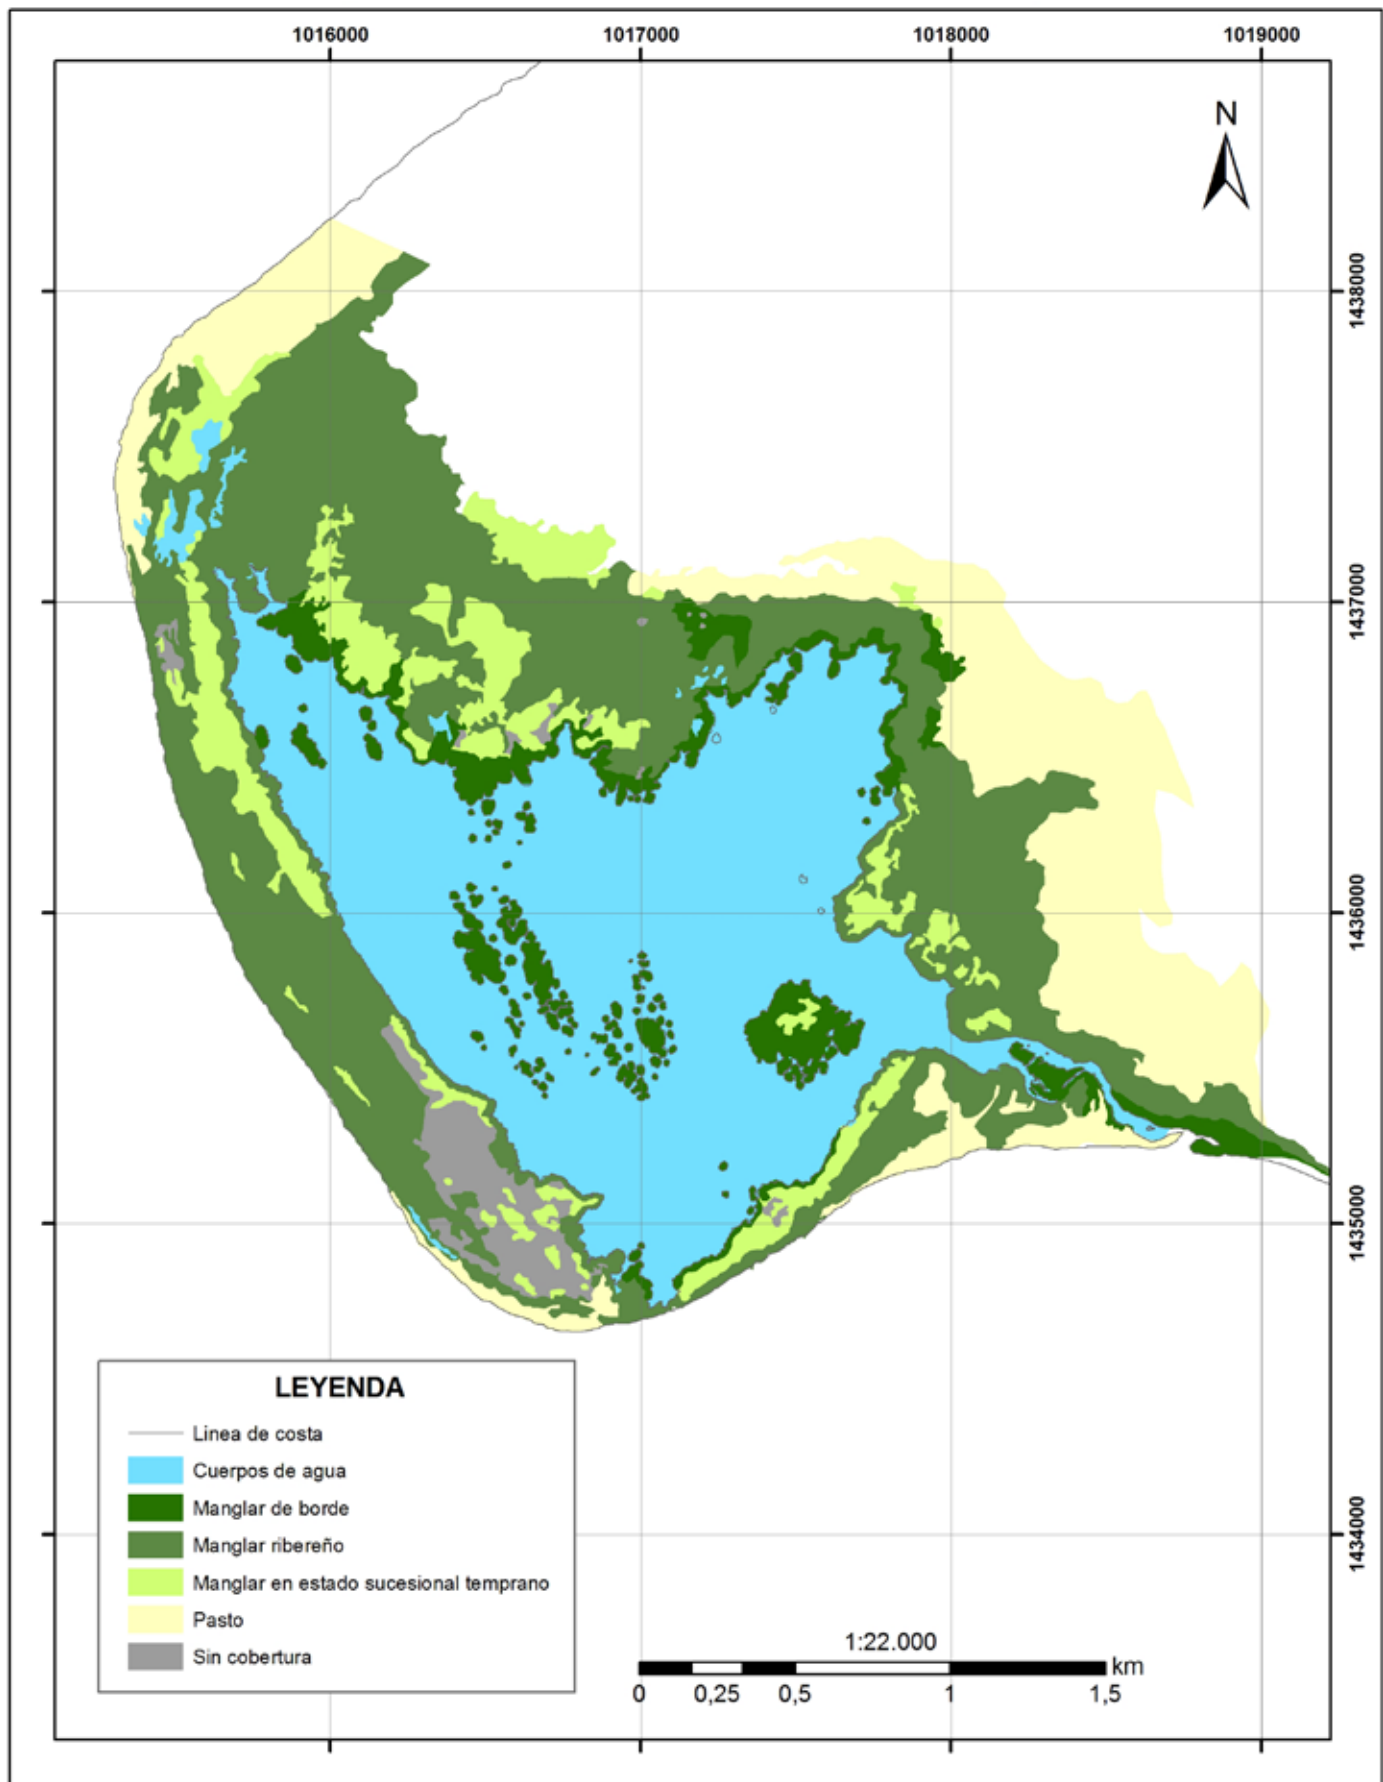 1016000 1017000 1018000 1019000
N
1438000
1437000
1436000
1435000
1434000
LEYENDA
Linea de costa
Cuerpos de agua
Manglar de borde
Manglar ribereño
Manglar en estado sucesional temprano
Pasto
Sin cobertura
1:22.000
km
0 0,25 0,5 1 1,5